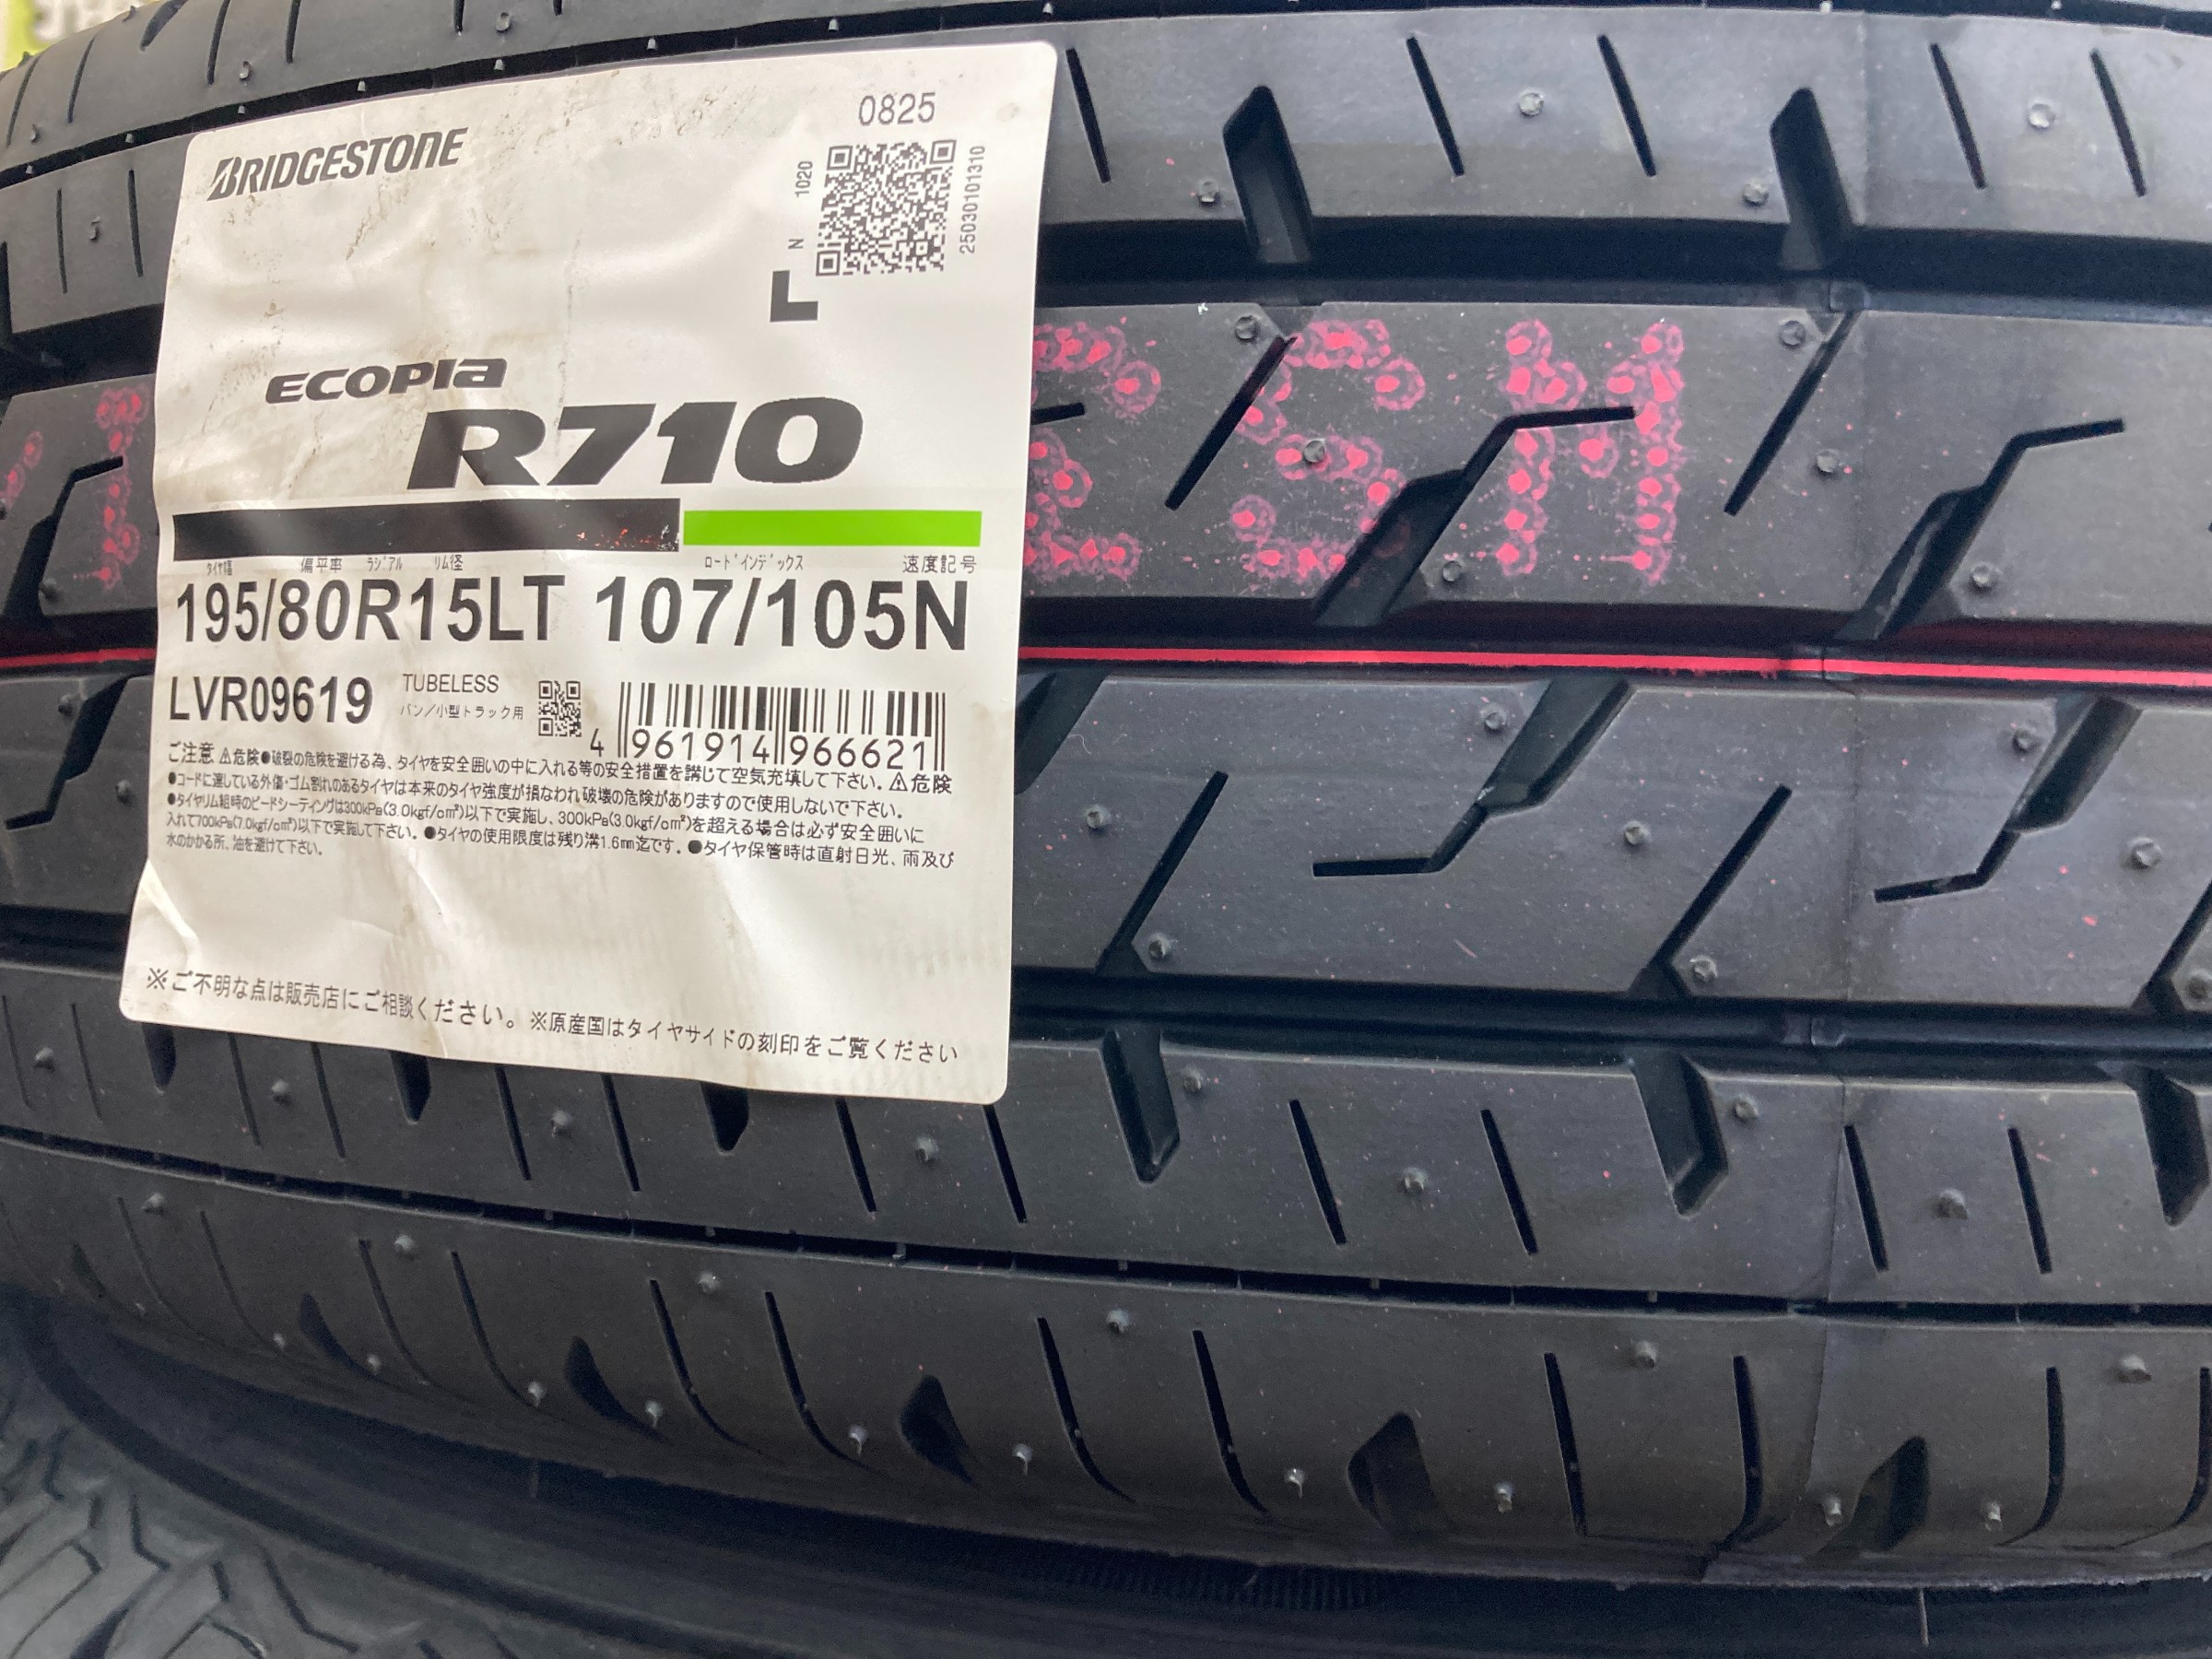 0825
BRIDGESTONE
N 1020
250301101310
L
ECOPIA
R710
タイヤ幅 偏平率 ラジアル リム径 ロードインデックス 速度記号
195/80R15LT 107/105N
LVR09619 TUBELESS
バン/小型トラック用
4 961914 966621
ご注意 ⚠危険●破裂の危険を避ける為、タイヤを安全囲いの中に入れる等の安全措置を講じて空気充填して下さい。⚠危険
●コードに達している外傷・ゴム割れのあるタイヤは本来のタイヤ強度が損なわれ破壊の危険がありますので使用しないで下さい。
●タイヤリム組時のビードシーティングは300kPa(3.0kgf/cm²)以下で実施し、300kPa(3.0kgf/cm²)を超える場合は必ず安全囲いに
入れて700kPa(7.0kgf/cm²)以下で実施して下さい。●タイヤの使用限度は残り溝1.6mm迄です。●タイヤ保管時は直射日光、雨及び
水のかかる所、油を避けて下さい。
※ご不明な点は販売店にご相談ください。※原産国はタイヤサイドの刻印をご覧ください
SM